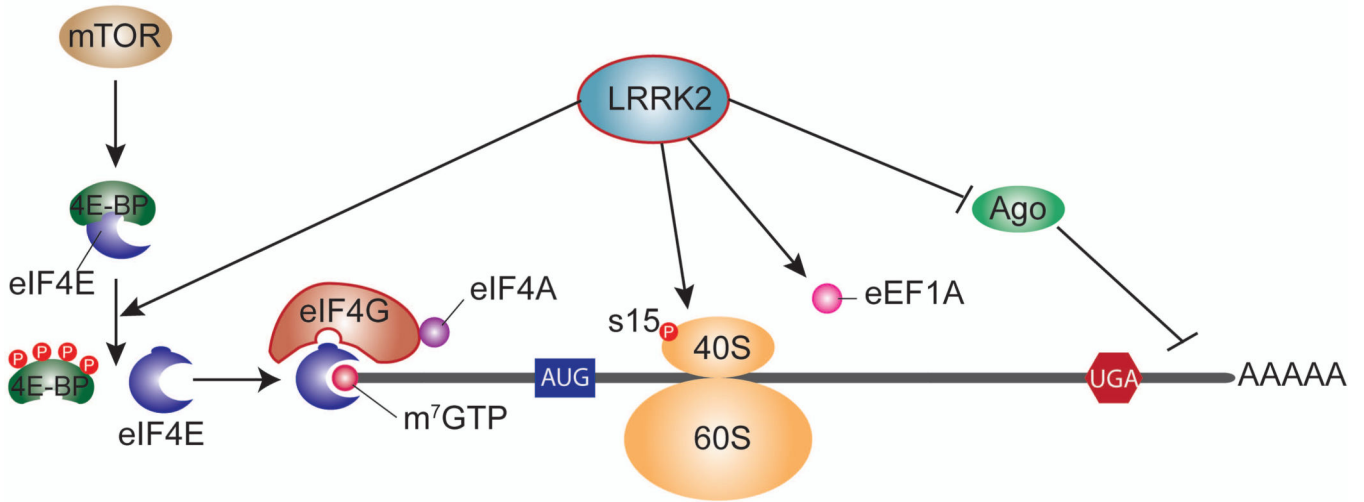 mTOR
LRRK2
4E-BP
Ago
eIF4E
eIF4G
eIF4A
eEF1A
s15
P
40S
P P P P
4E-BP
AUG
UGA
AAAAA
m⁷GTP
eIF4E
60S